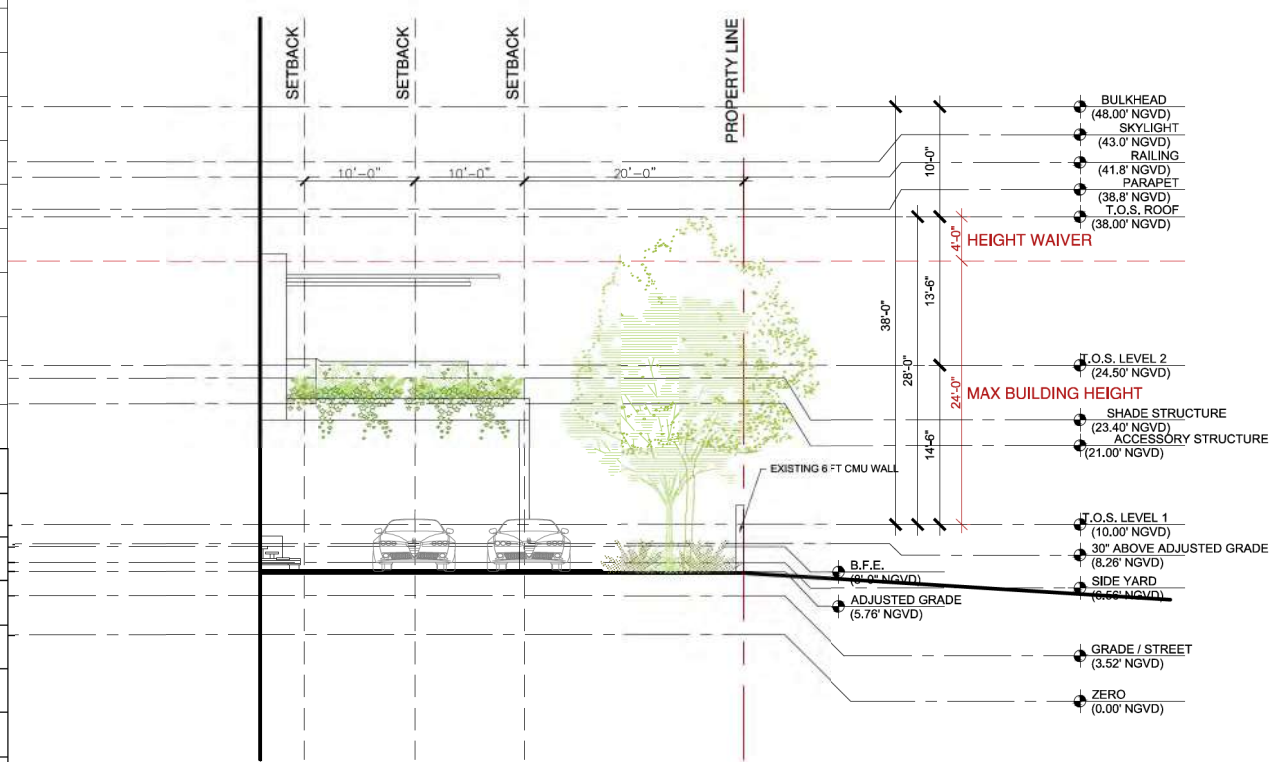 SETBACK
SETBACK
SETBACK
PROPERTY LINE
10'-0"
10'-0"
20'-0"
BULKHEAD
(48.00' NGVD)
SKYLIGHT
(43.0' NGVD)
RAILING
(41.8' NGVD)
PARAPET
(38.8' NGVD)
T.O.S. ROOF
(38.00' NGVD)
10'-0"
4'-0"
HEIGHT WAIVER
13'-6"
38'-0"
28'-0"
T.O.S. LEVEL 2
(24.50' NGVD)
24'-0"
MAX BUILDING HEIGHT
SHADE STRUCTURE
(23.40' NGVD)
ACCESSORY STRUCTURE
(21.00' NGVD)
14'-6"
EXISTING 6 FT CMU WALL
T.O.S. LEVEL 1
(10.00' NGVD)
30" ABOVE ADJUSTED GRADE
(8.26' NGVD)
B.F.E.
(8'-0" NGVD)
SIDE YARD
NGVD)
ADJUSTED GRADE
(5.76' NGVD)
GRADE / STREET
(3.52' NGVD)
ZERO
(0.00' NGVD)